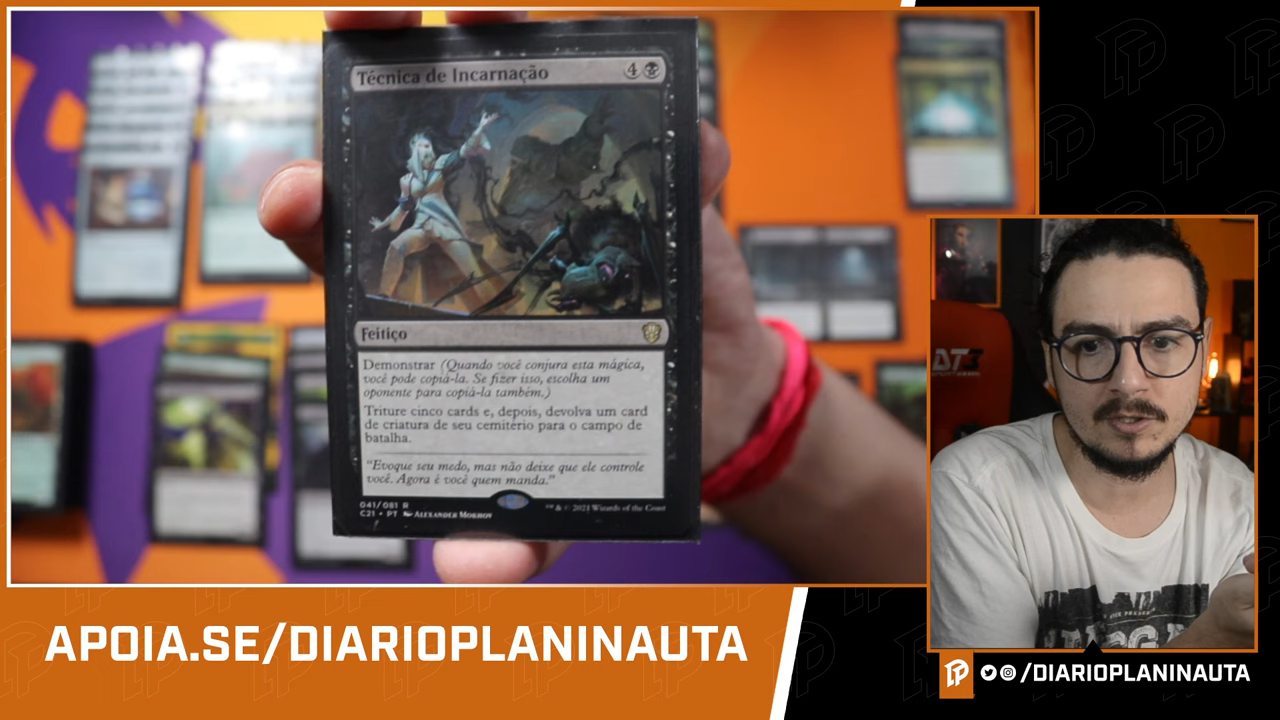 Técnica de Incarnação 4
Feitiço
Demonstrar (Quando você conjura esta mágica,
você pode copiá-la. Se fizer isso, escolha um
oponente para copiá-la também.)
Triture cinco cards e, depois, devolva um card
de criatura de seu cemitério para o campo de
batalha.
"Evoque seu medo, mas não deixe que ele controle
você. Agora é você quem manda."
041/081 R
C21 • PT ALEXANDER MOKHOV
™ & © 2021 Wizards of the Coast
DT3
APOIA.SE/DIARIOPLANINAUTA
/DIARIOPLANINAUTA